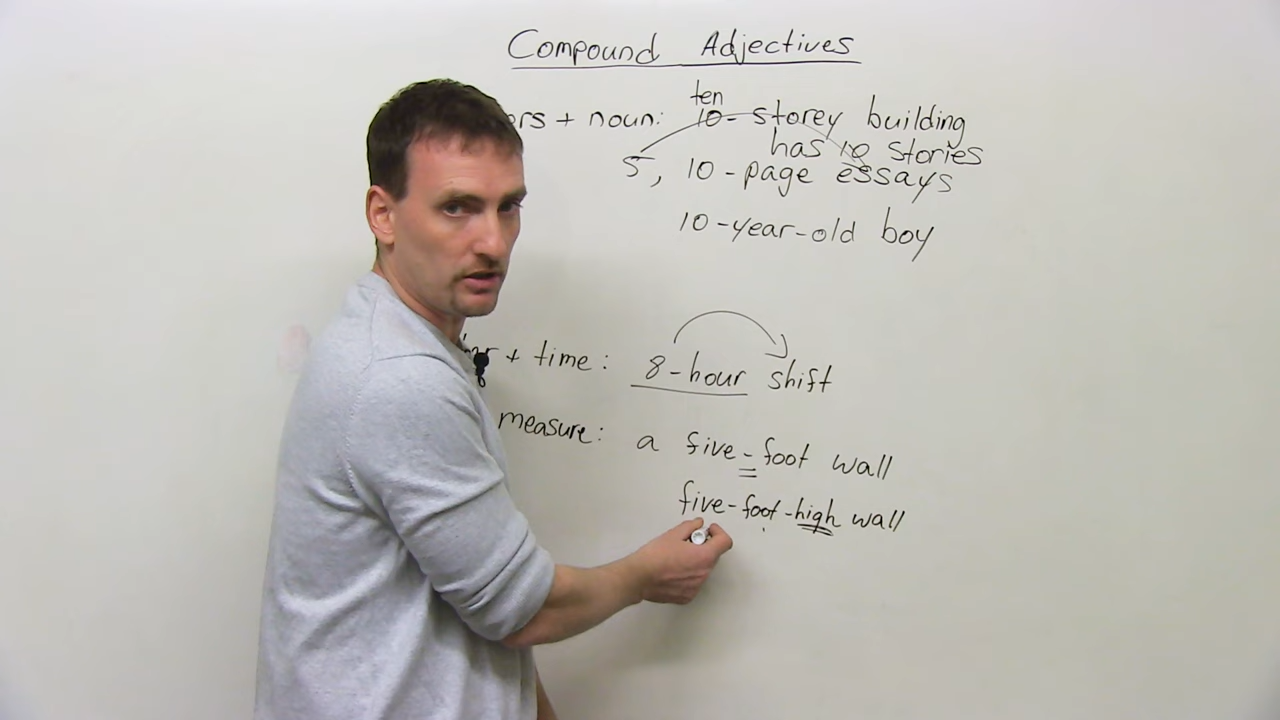 Compound Adjectives
ten
rs + noun: 10-storey building
has 10 stories
5, 10-page essays
10-year-old boy
+ time: 8-hour shift
measure: a five-foot wall
five-foot-high wall